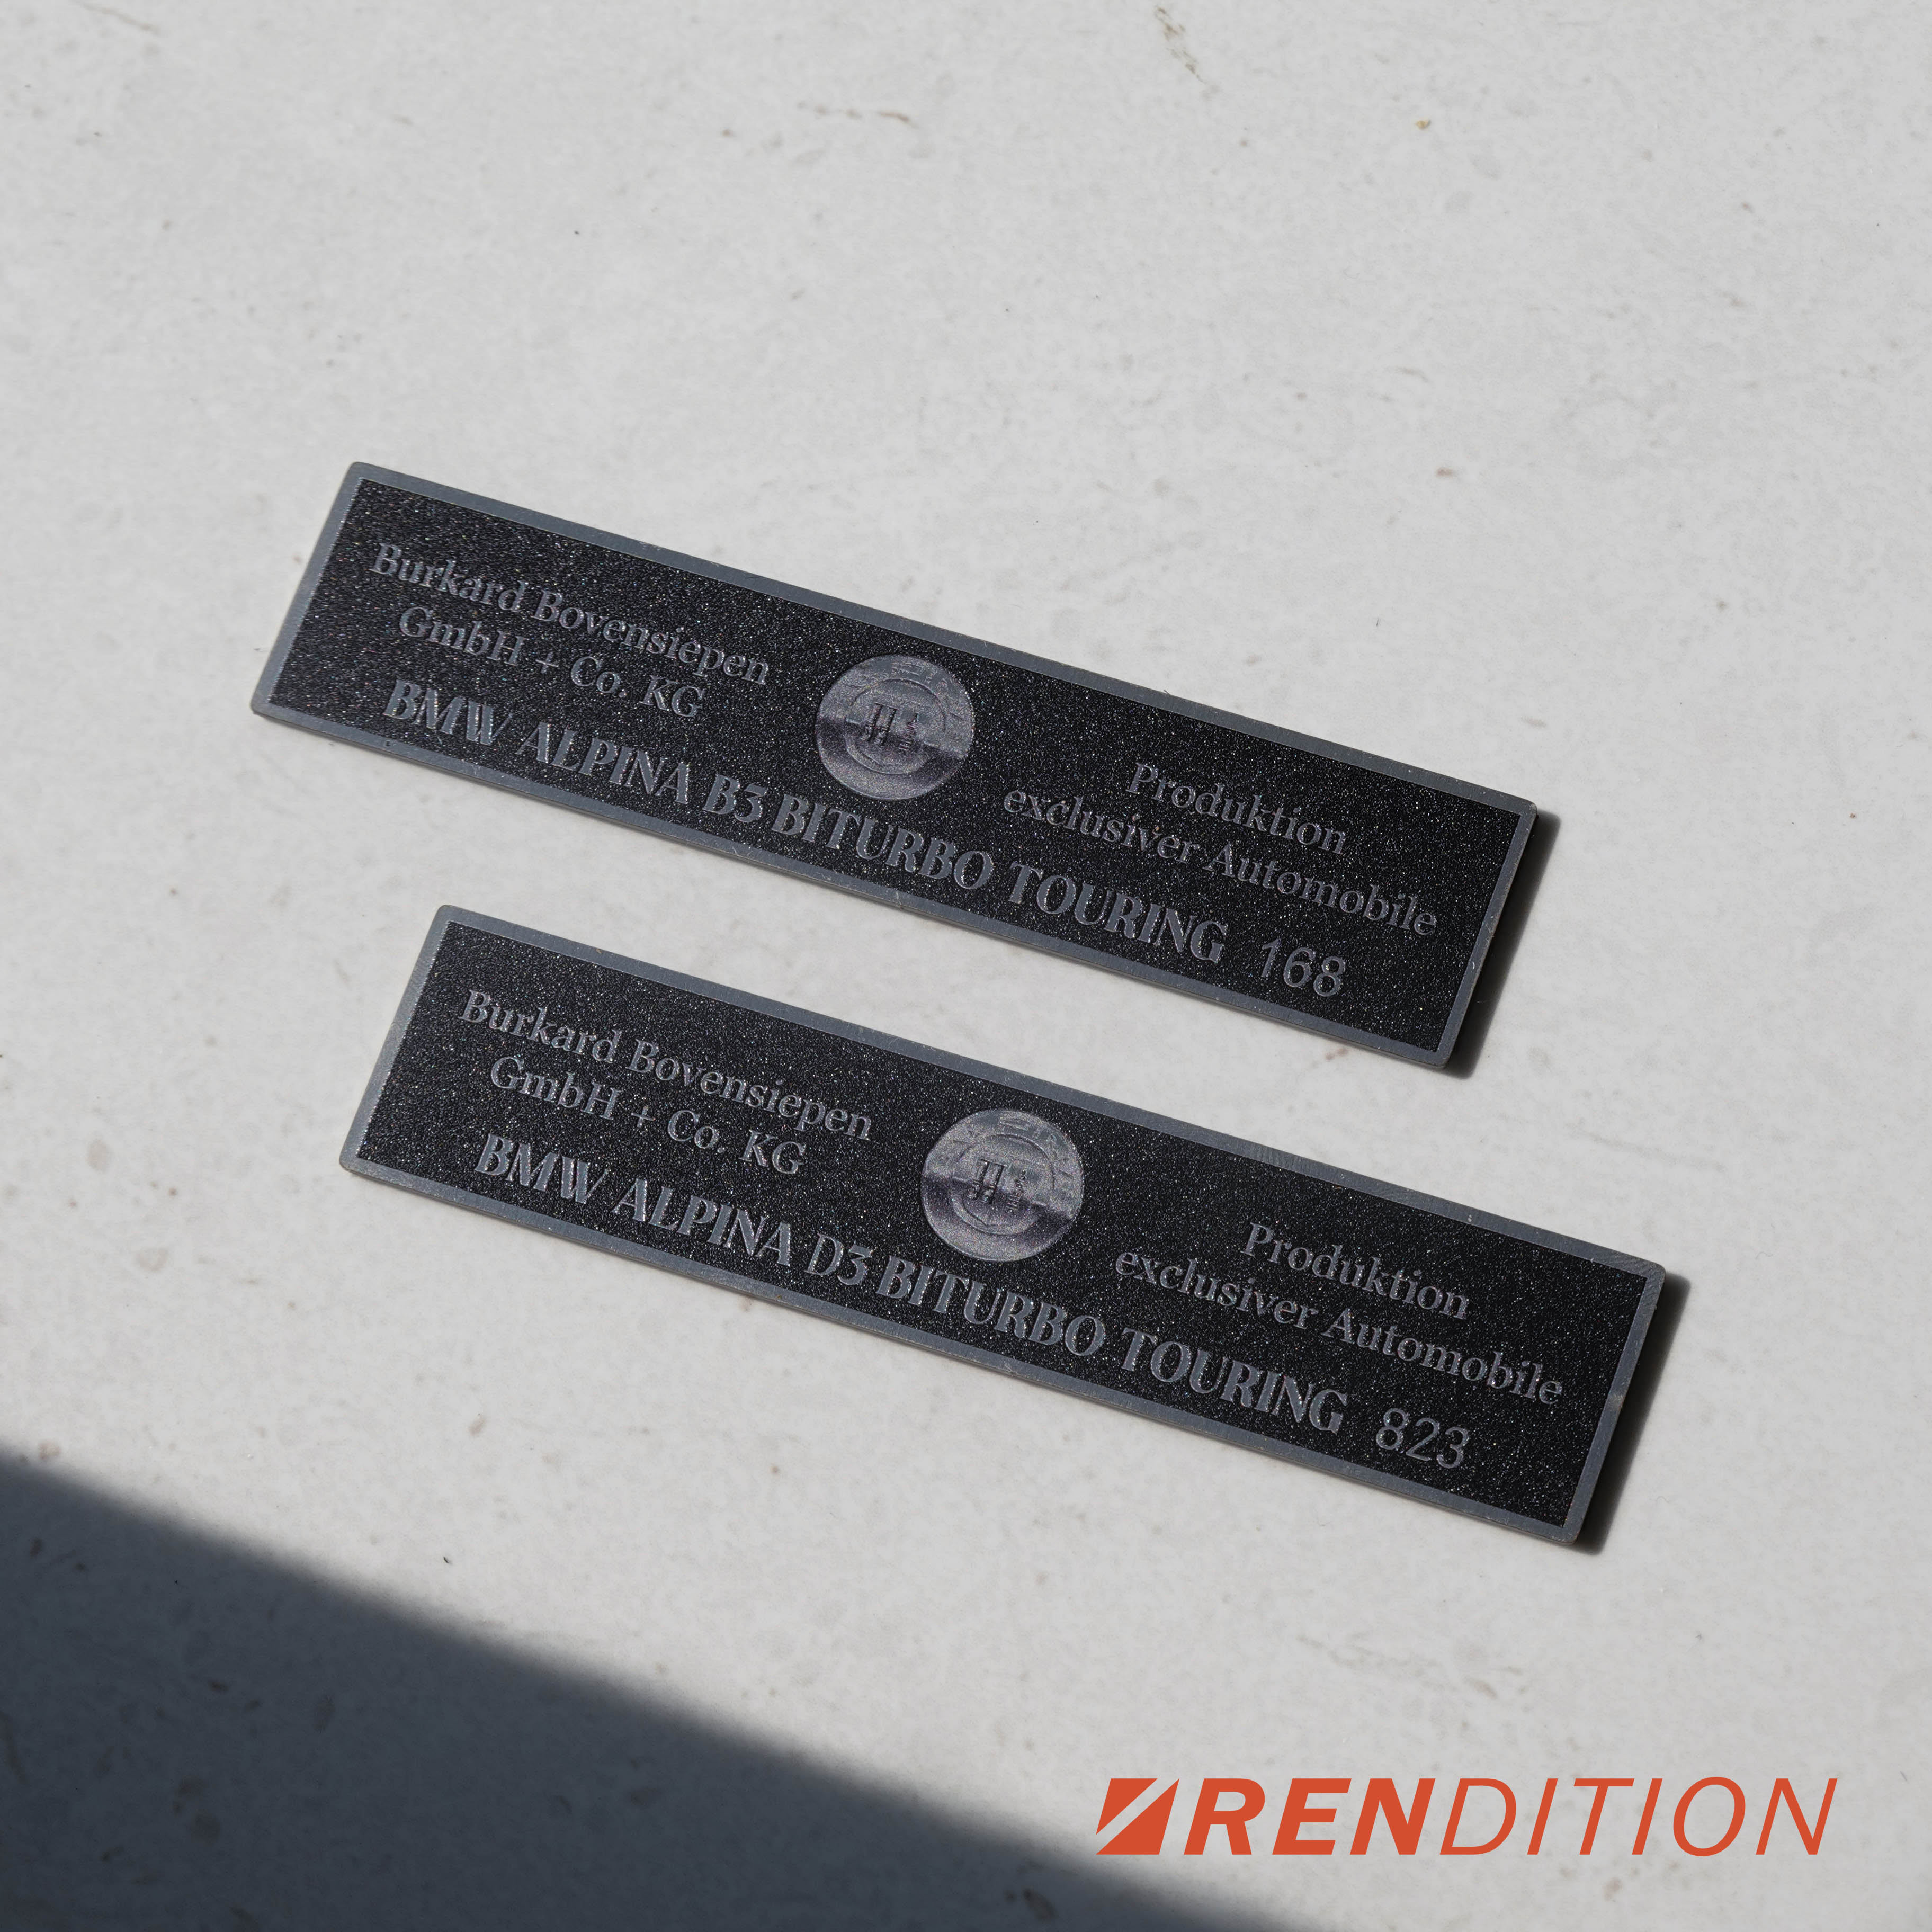 Burkard Bovensiepen
GmbH + Co. KG
Produktion
exclusiver Automobile
BMW ALPINA B3 BITURBO TOURING 168
Burkard Bovensiepen
GmbH + Co. KG
Produktion
exclusiver Automobile
BMW ALPINA D3 BITURBO TOURING 823
RENDITION